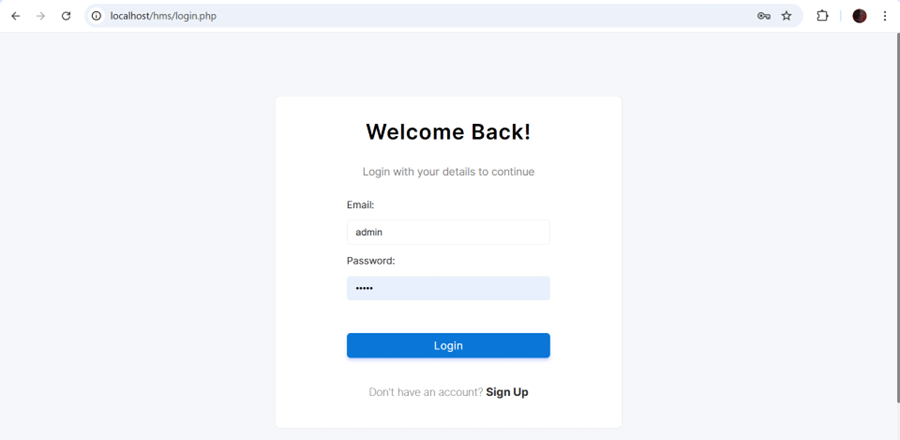 localhost/hms/login.php
Welcome Back!
Login with your details to continue
Email:
admin
Password:
•••••
Login
Don't have an account? Sign Up